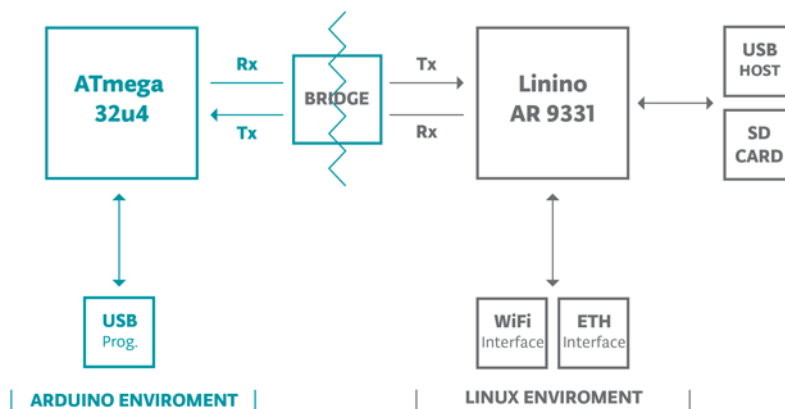 ATmega
32u4
Rx
Tx
BRIDGE
Tx
Rx
Linino
AR 9331
USB
HOST
SD
CARD
USB
Prog.
WiFi
Interface
ETH
Interface
ARDUINO ENVIROMENT
LINUX ENVIROMENT